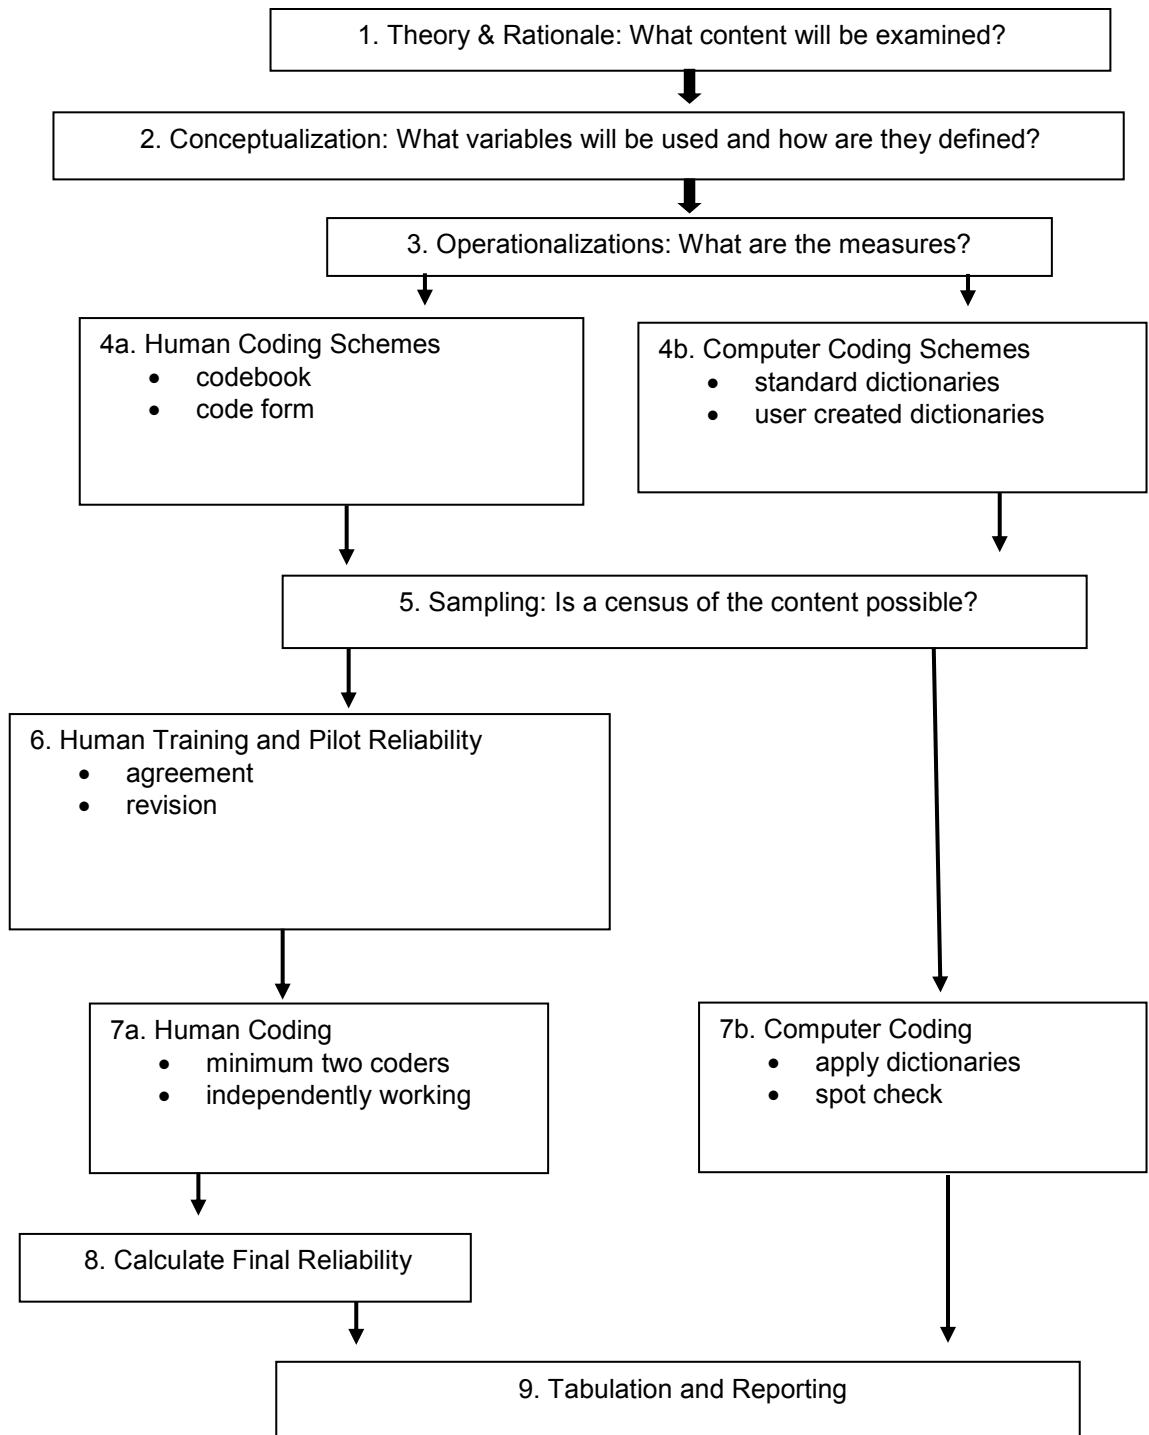 1. Theory & Rationale: What content will be examined?
2. Conceptualization: What variables will be used and how are they defined?
3. Operationalizations: What are the measures?
4a. Human Coding Schemes
• codebook
• code form
4b. Computer Coding Schemes
• standard dictionaries
• user created dictionaries
5. Sampling: Is a census of the content possible?
6. Human Training and Pilot Reliability
• agreement
• revision
7a. Human Coding
• minimum two coders
• independently working
7b. Computer Coding
• apply dictionaries
• spot check
8. Calculate Final Reliability
9. Tabulation and Reporting